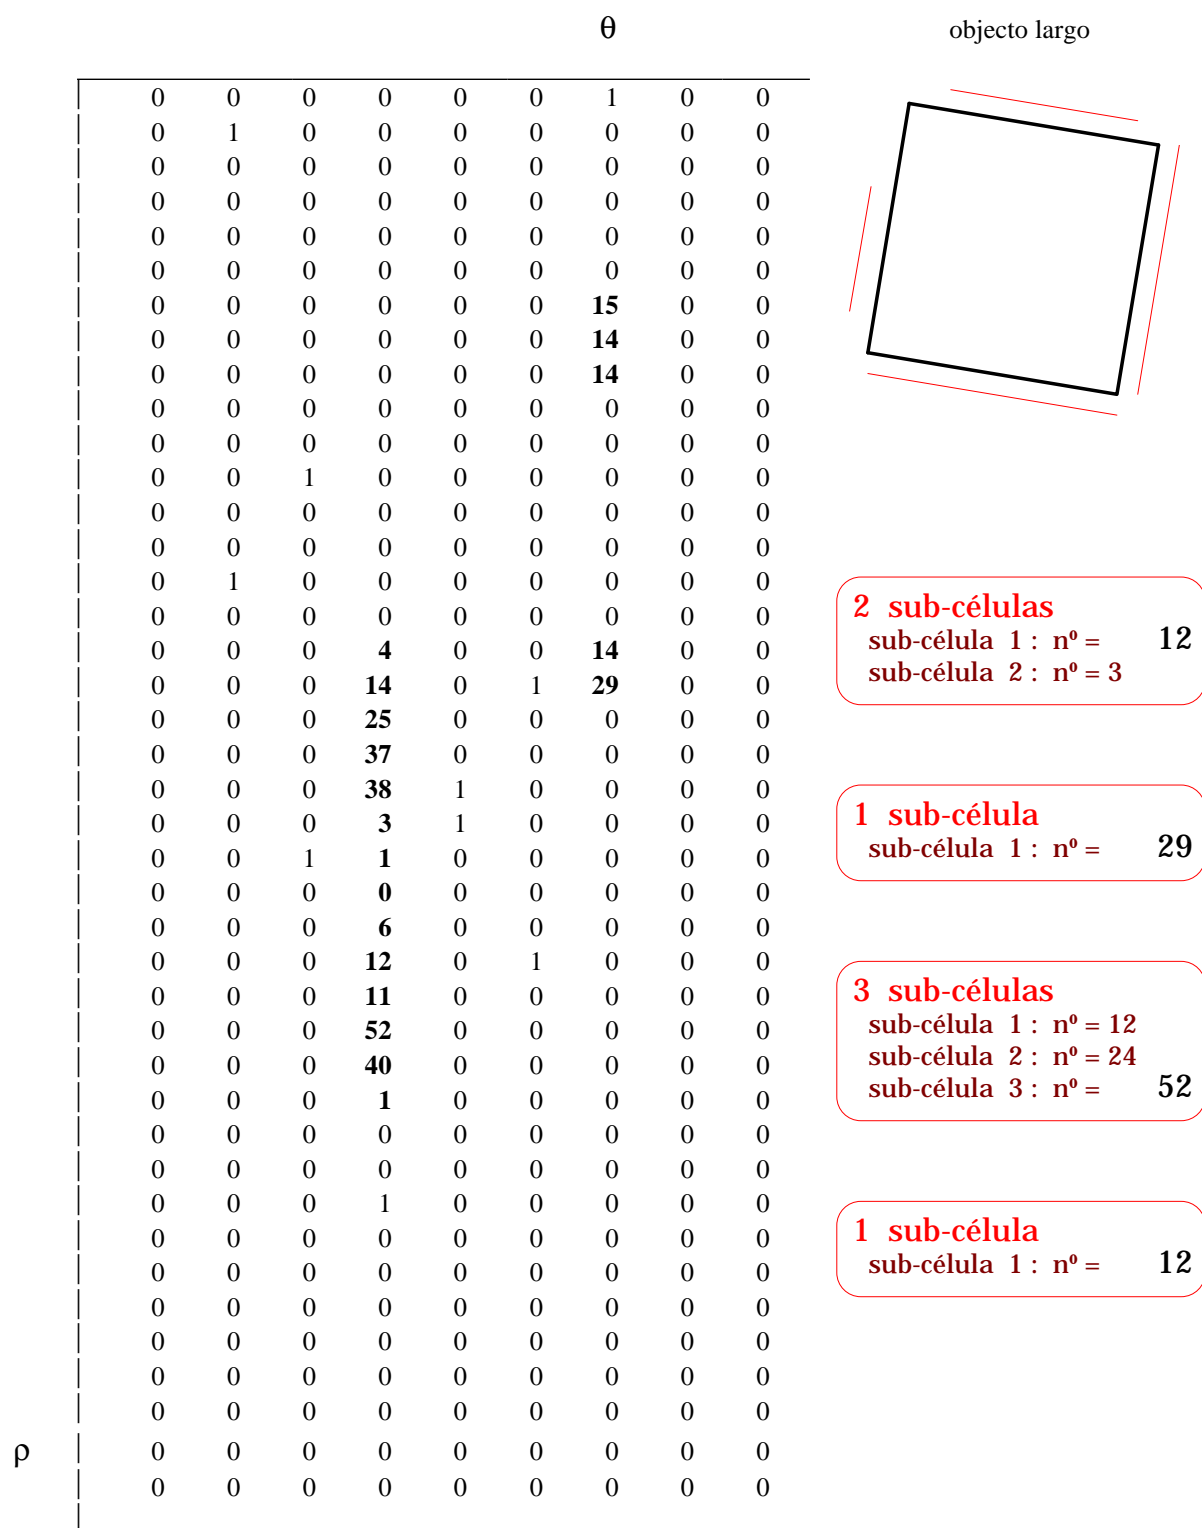 θ
objecto largo
0 0 0 0 0 0 1 0 0
0 1 0 0 0 0 0 0 0
0 0 0 0 0 0 0 0 0
0 0 0 0 0 0 0 0 0
0 0 0 0 0 0 0 0 0
0 0 0 0 0 0 0 0 0
0 0 0 0 0 0 15 0 0
0 0 0 0 0 0 14 0 0
0 0 0 0 0 0 14 0 0
0 0 0 0 0 0 0 0 0
0 0 0 0 0 0 0 0 0
0 0 1 0 0 0 0 0 0
0 0 0 0 0 0 0 0 0
0 0 0 0 0 0 0 0 0
0 1 0 0 0 0 0 0 0
0 0 0 0 0 0 0 0 0
0 0 0 4 0 0 14 0 0
0 0 0 14 0 1 29 0 0
0 0 0 25 0 0 0 0 0
0 0 0 37 0 0 0 0 0
0 0 0 38 1 0 0 0 0
0 0 0 3 1 0 0 0 0
0 0 1 1 0 0 0 0 0
0 0 0 0 0 0 0 0 0
0 0 0 6 0 0 0 0 0
0 0 0 12 0 1 0 0 0
0 0 0 11 0 0 0 0 0
0 0 0 52 0 0 0 0 0
0 0 0 40 0 0 0 0 0
0 0 0 1 0 0 0 0 0
0 0 0 0 0 0 0 0 0
0 0 0 0 0 0 0 0 0
0 0 0 1 0 0 0 0 0
0 0 0 0 0 0 0 0 0
0 0 0 0 0 0 0 0 0
0 0 0 0 0 0 0 0 0
0 0 0 0 0 0 0 0 0
0 0 0 0 0 0 0 0 0
0 0 0 0 0 0 0 0 0
ρ 0 0 0 0 0 0 0 0 0
0 0 0 0 0 0 0 0 0
2 sub-células
sub-célula 1 : nº = 12
sub-célula 2 : nº = 3
1 sub-célula
sub-célula 1 : nº = 29
3 sub-células
sub-célula 1 : nº = 12
sub-célula 2 : nº = 24
sub-célula 3 : nº = 52
1 sub-célula
sub-célula 1 : nº = 12